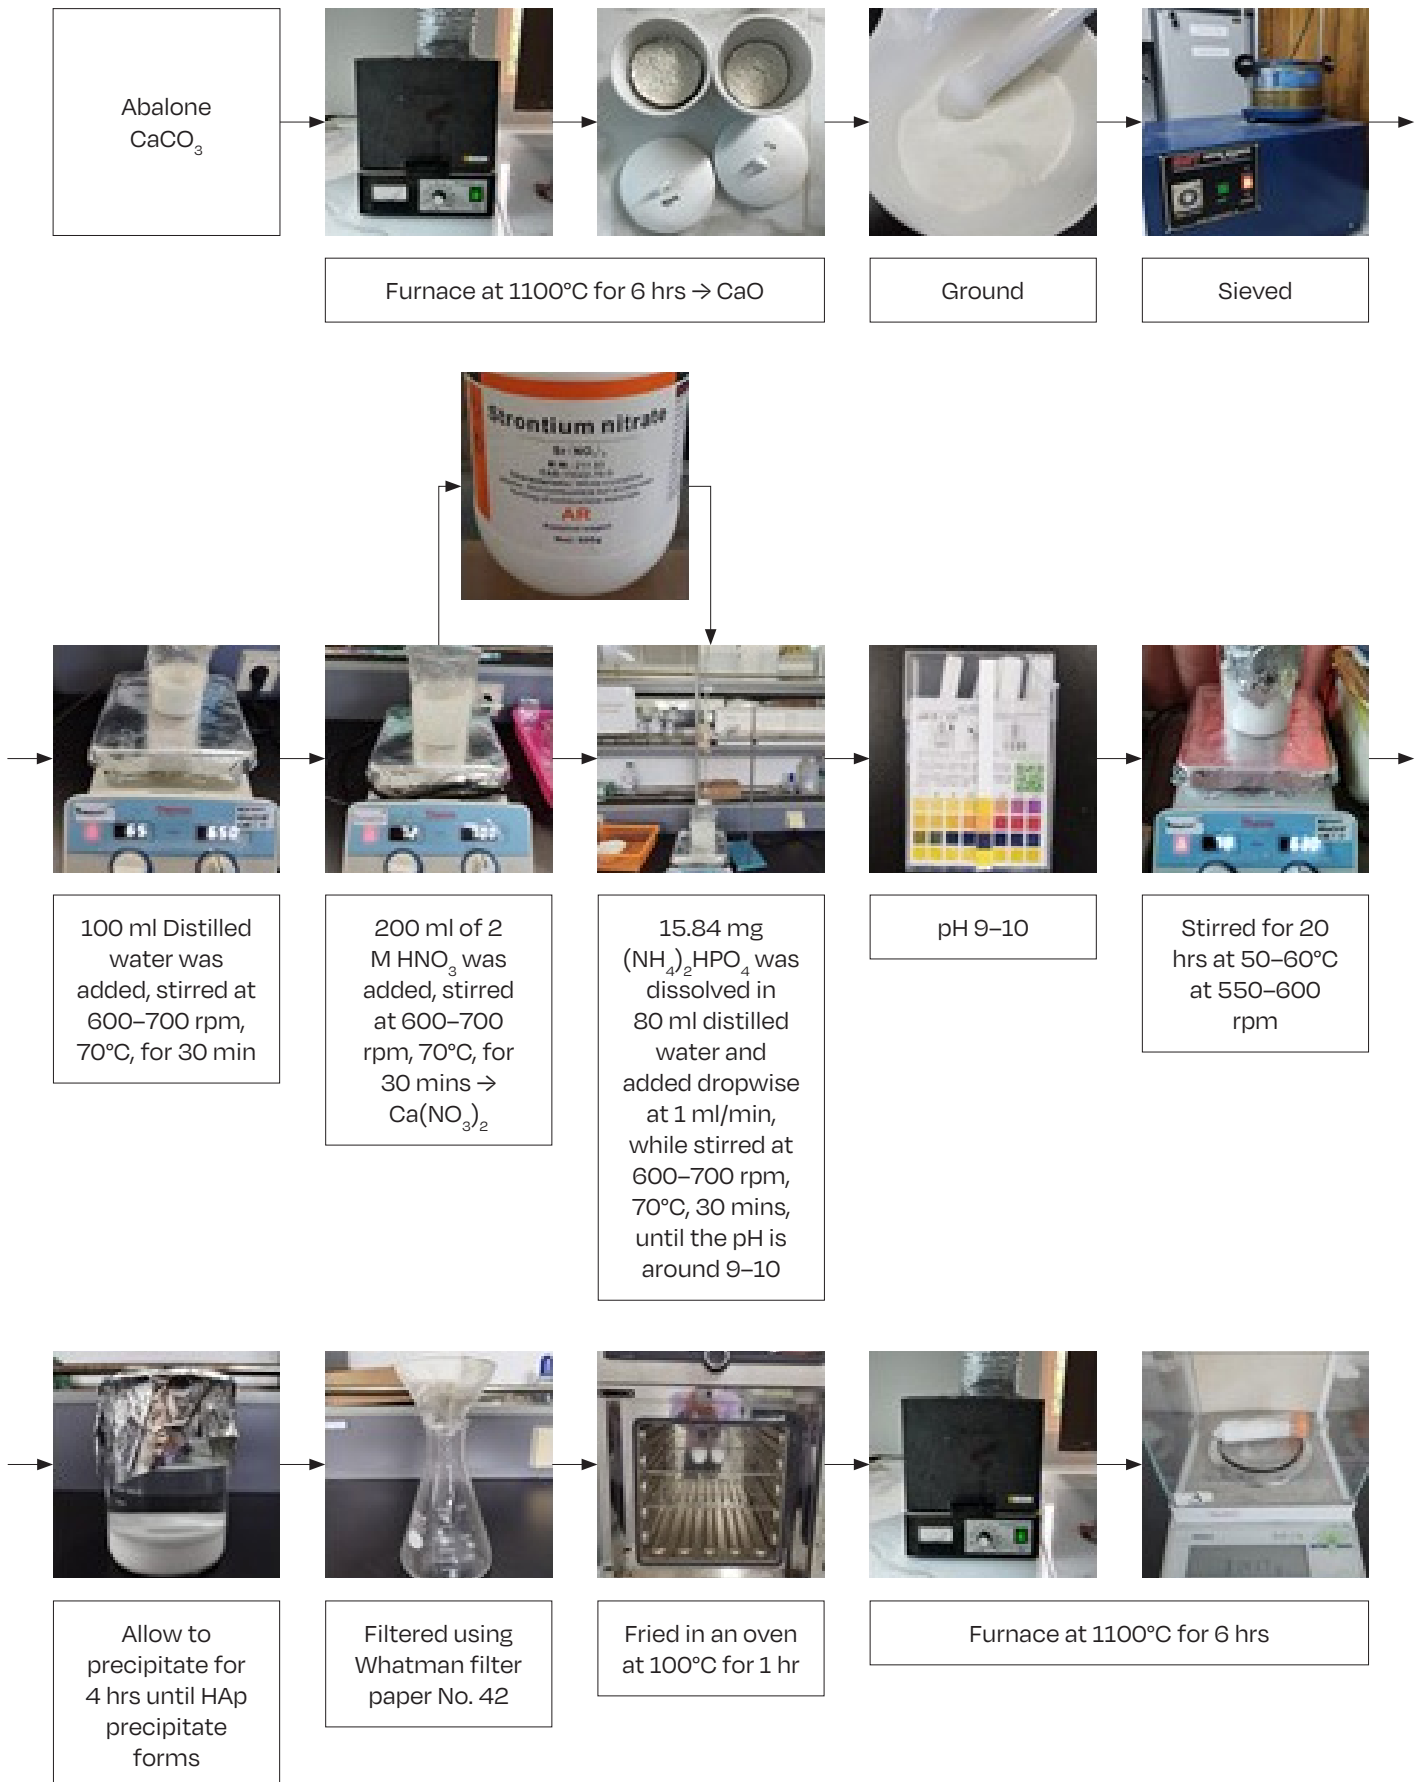 Abalone
CaCO₃
Furnace at 1100°C for 6 hrs → CaO
Ground
Sieved
Strontium nitrate
AR
100 ml Distilled
water was
added, stirred at
600–700 rpm,
70°C, for 30 min
200 ml of 2
M HNO₃ was
added, stirred
at 600–700
rpm, 70°C, for
30 mins →
Ca(NO₃)₂
15.84 mg
(NH₄)₂HPO₄ was
dissolved in
80 ml distilled
water and
added dropwise
at 1 ml/min,
while stirred at
600–700 rpm,
70°C, 30 mins,
until the pH is
around 9–10
pH 9–10
Stirred for 20
hrs at 50–60°C
at 550–600
rpm
Allow to
precipitate for
4 hrs until HAp
precipitate
forms
Filtered using
Whatman filter
paper No. 42
Fried in an oven
at 100°C for 1 hr
Furnace at 1100°C for 6 hrs